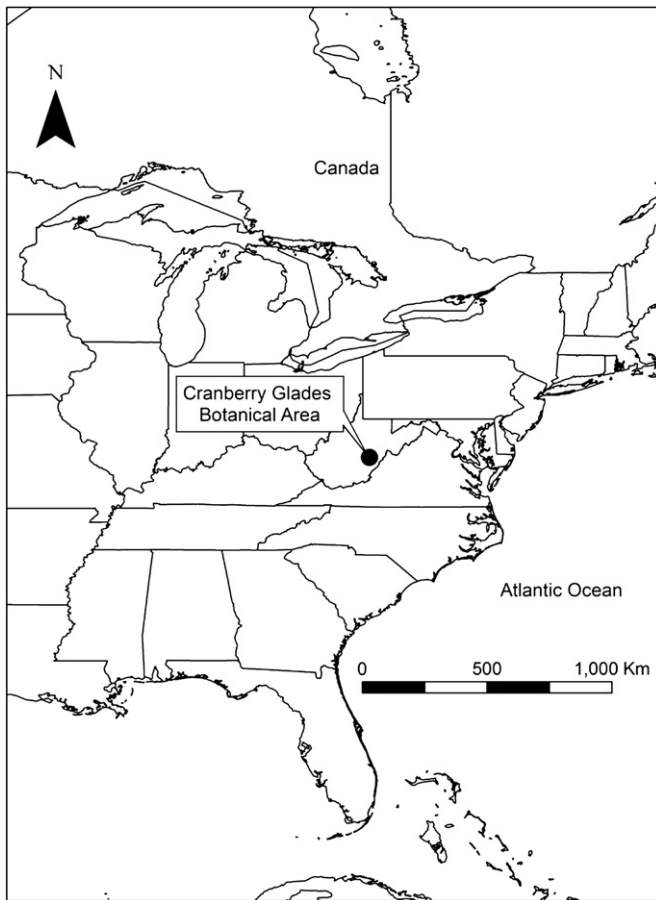 N
Canada
Cranberry Glades
Botanical Area
Atlantic Ocean
0 500 1,000 Km